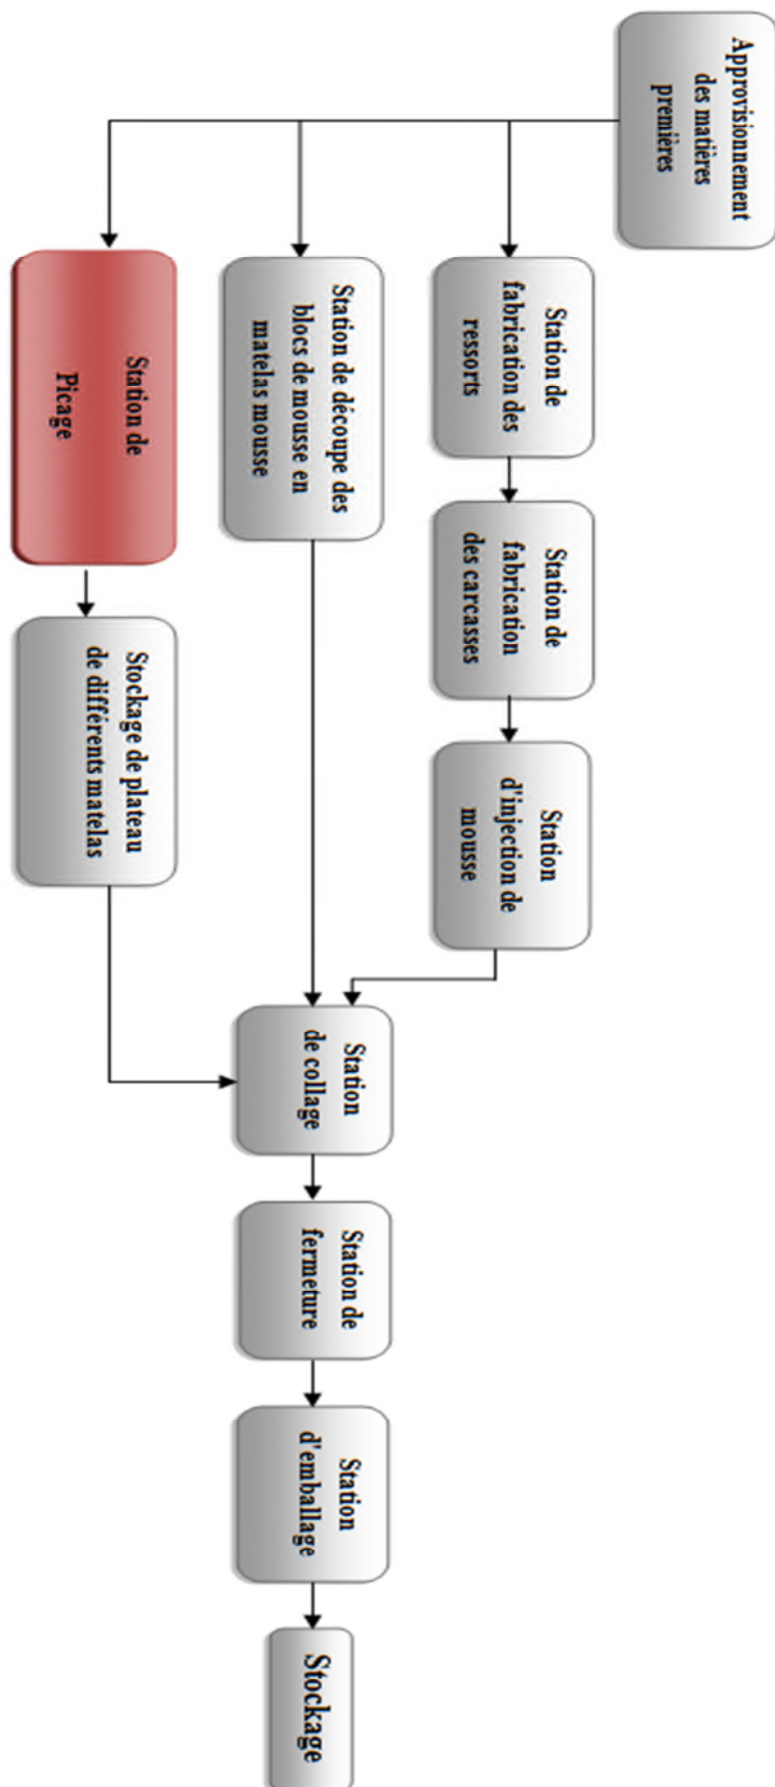 Approvisionnement
des matières
premières
Station de
fabrication des
ressorts
Station de
fabrication
des carcasses
Station
d'injection de
mousse
Station de découpe des
blocs de mousse en
matelas mousse
Station de
Picage
Stockage de plateau
de différents matelas
Station
de collage
Station de
fermeture
Station
d'emballage
Stockage